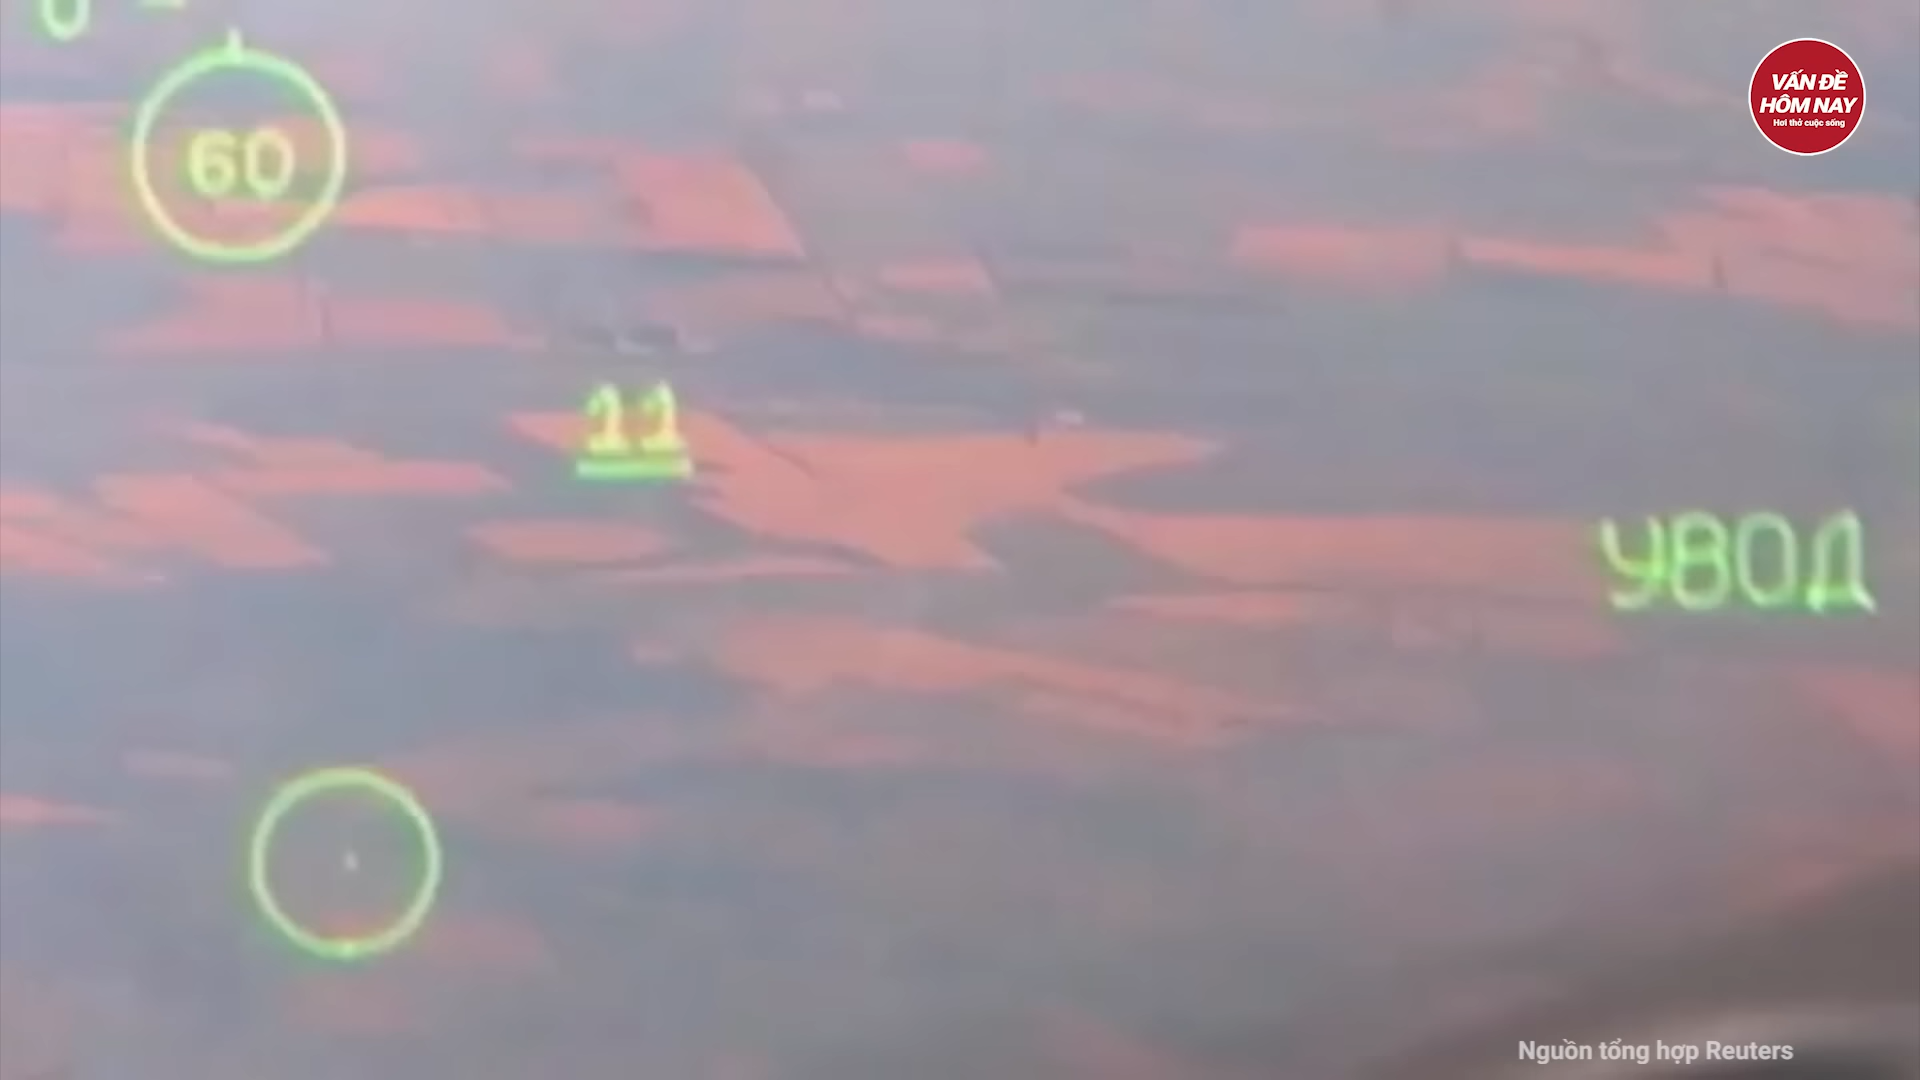 VẤN ĐỀ
HÔM NAY
Hơi thở cuộc sống
60
11
УВОД
Nguồn tổng hợp Reuters